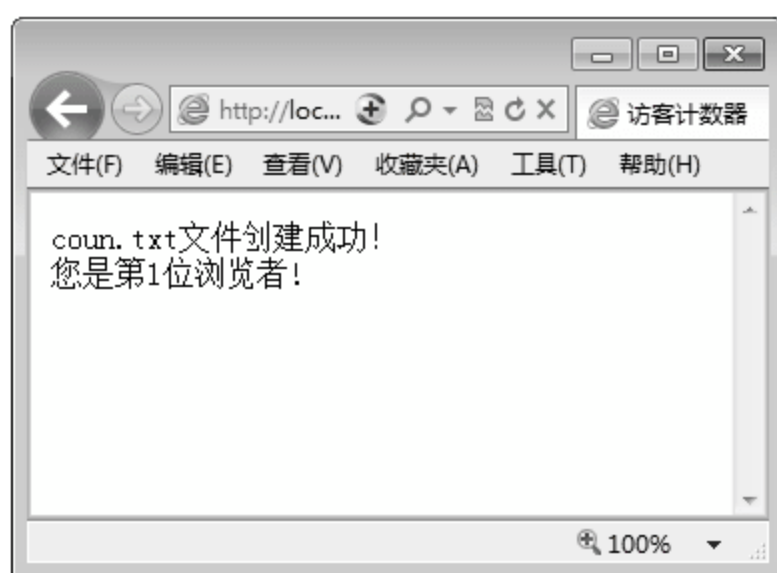 http://loc...
访客计数器
文件(F) 编辑(E) 查看(V) 收藏夹(A) 工具(T) 帮助(H)
coun.txt文件创建成功!
您是第1位浏览者!
100%